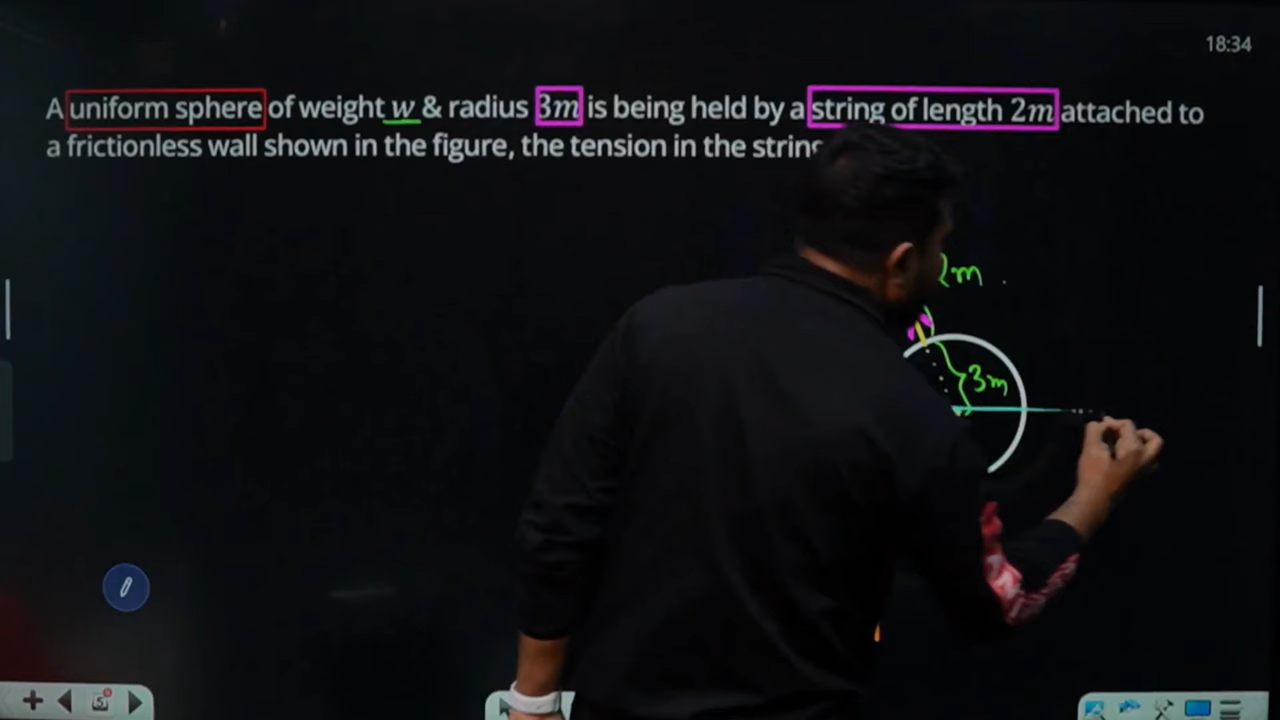 18:34
A uniform sphere of weight w & radius 3m is being held by a string of length 2m attached to
a frictionless wall shown in the figure, the tension in the
2m
3m